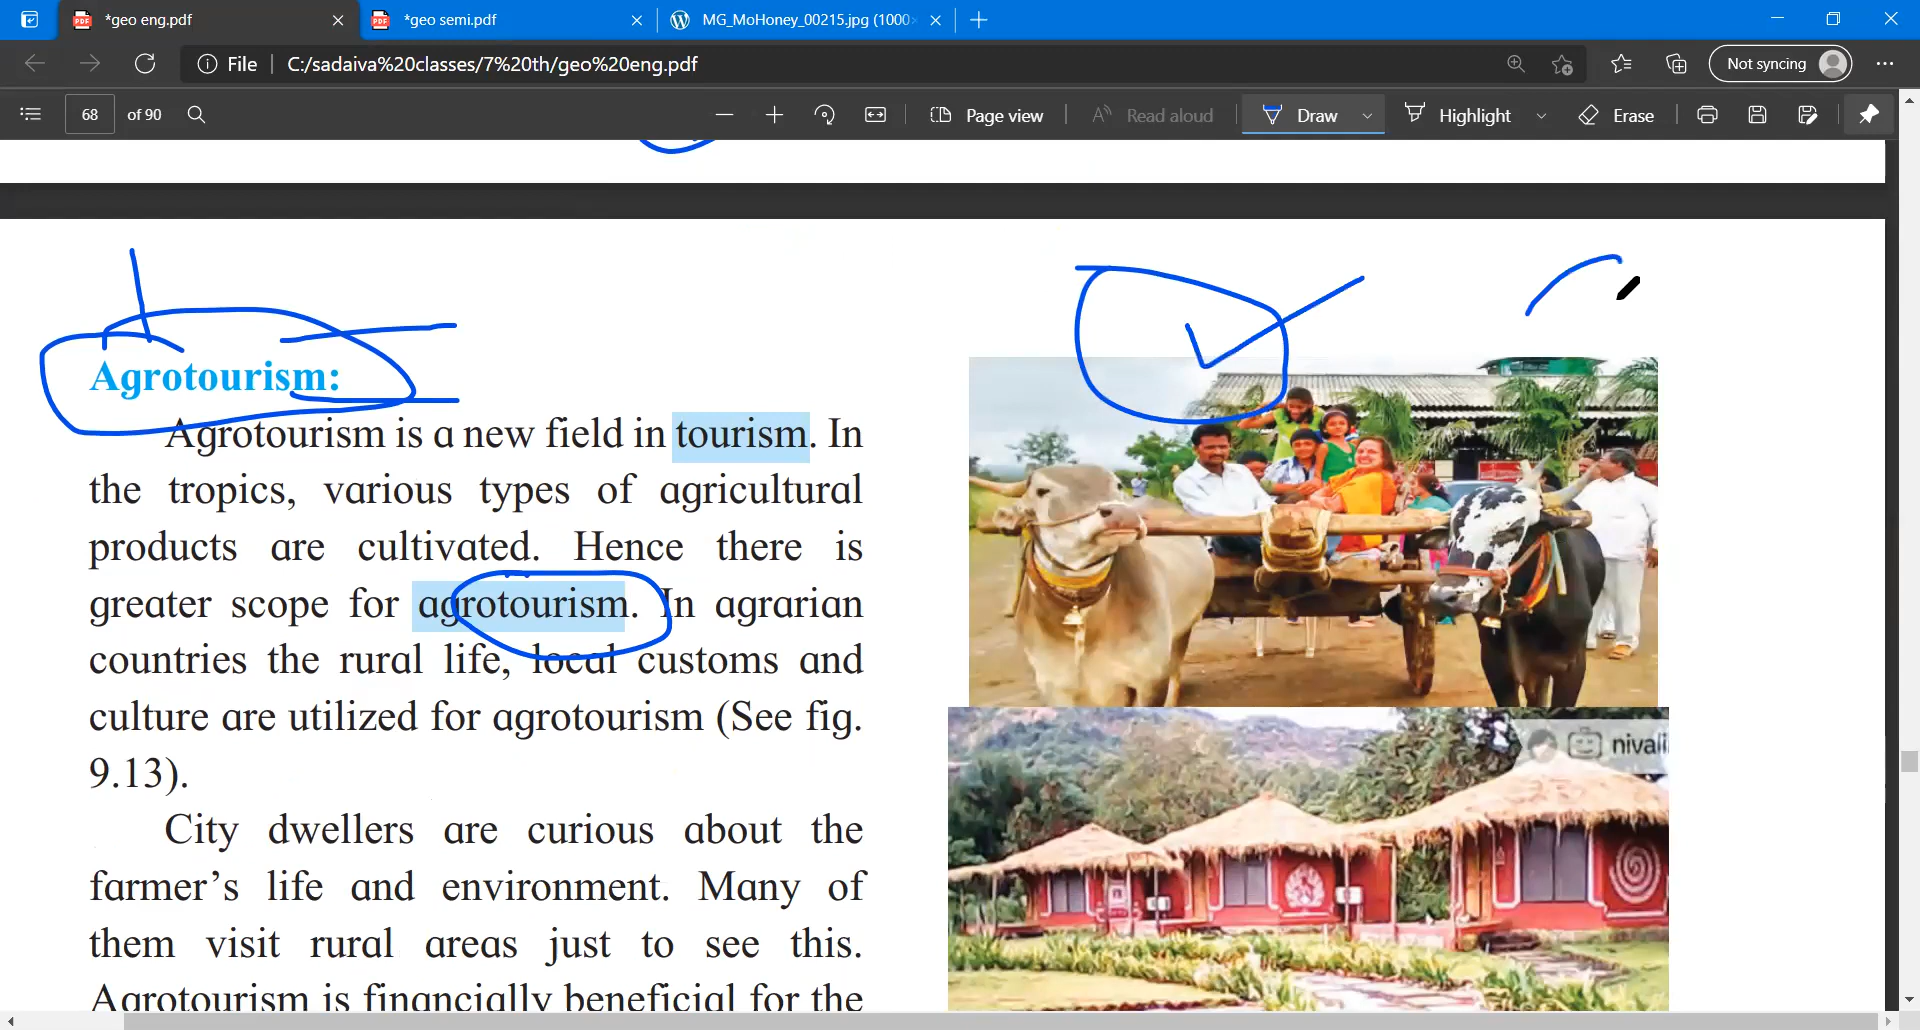 *geo eng.pdf
*geo semi.pdf
MG_MoHoney_00215.jpg (1000×
File
C:/sadaiva%20classes/7%20th/geo%20eng.pdf
Not syncing
68 of 90
Page view
Read aloud
Draw
Highlight
Erase
Agrotourism:
Agrotourism is a new field in tourism. In
the tropics, various types of agricultural
products are cultivated. Hence there is
greater scope for agrotourism. In agrarian
countries the rural life, local customs and
culture are utilized for agrotourism (See fig.
9.13).
City dwellers are curious about the
farmer’s life and environment. Many of
them visit rural areas just to see this.
Agrotourism is financially beneficial for the
nivali